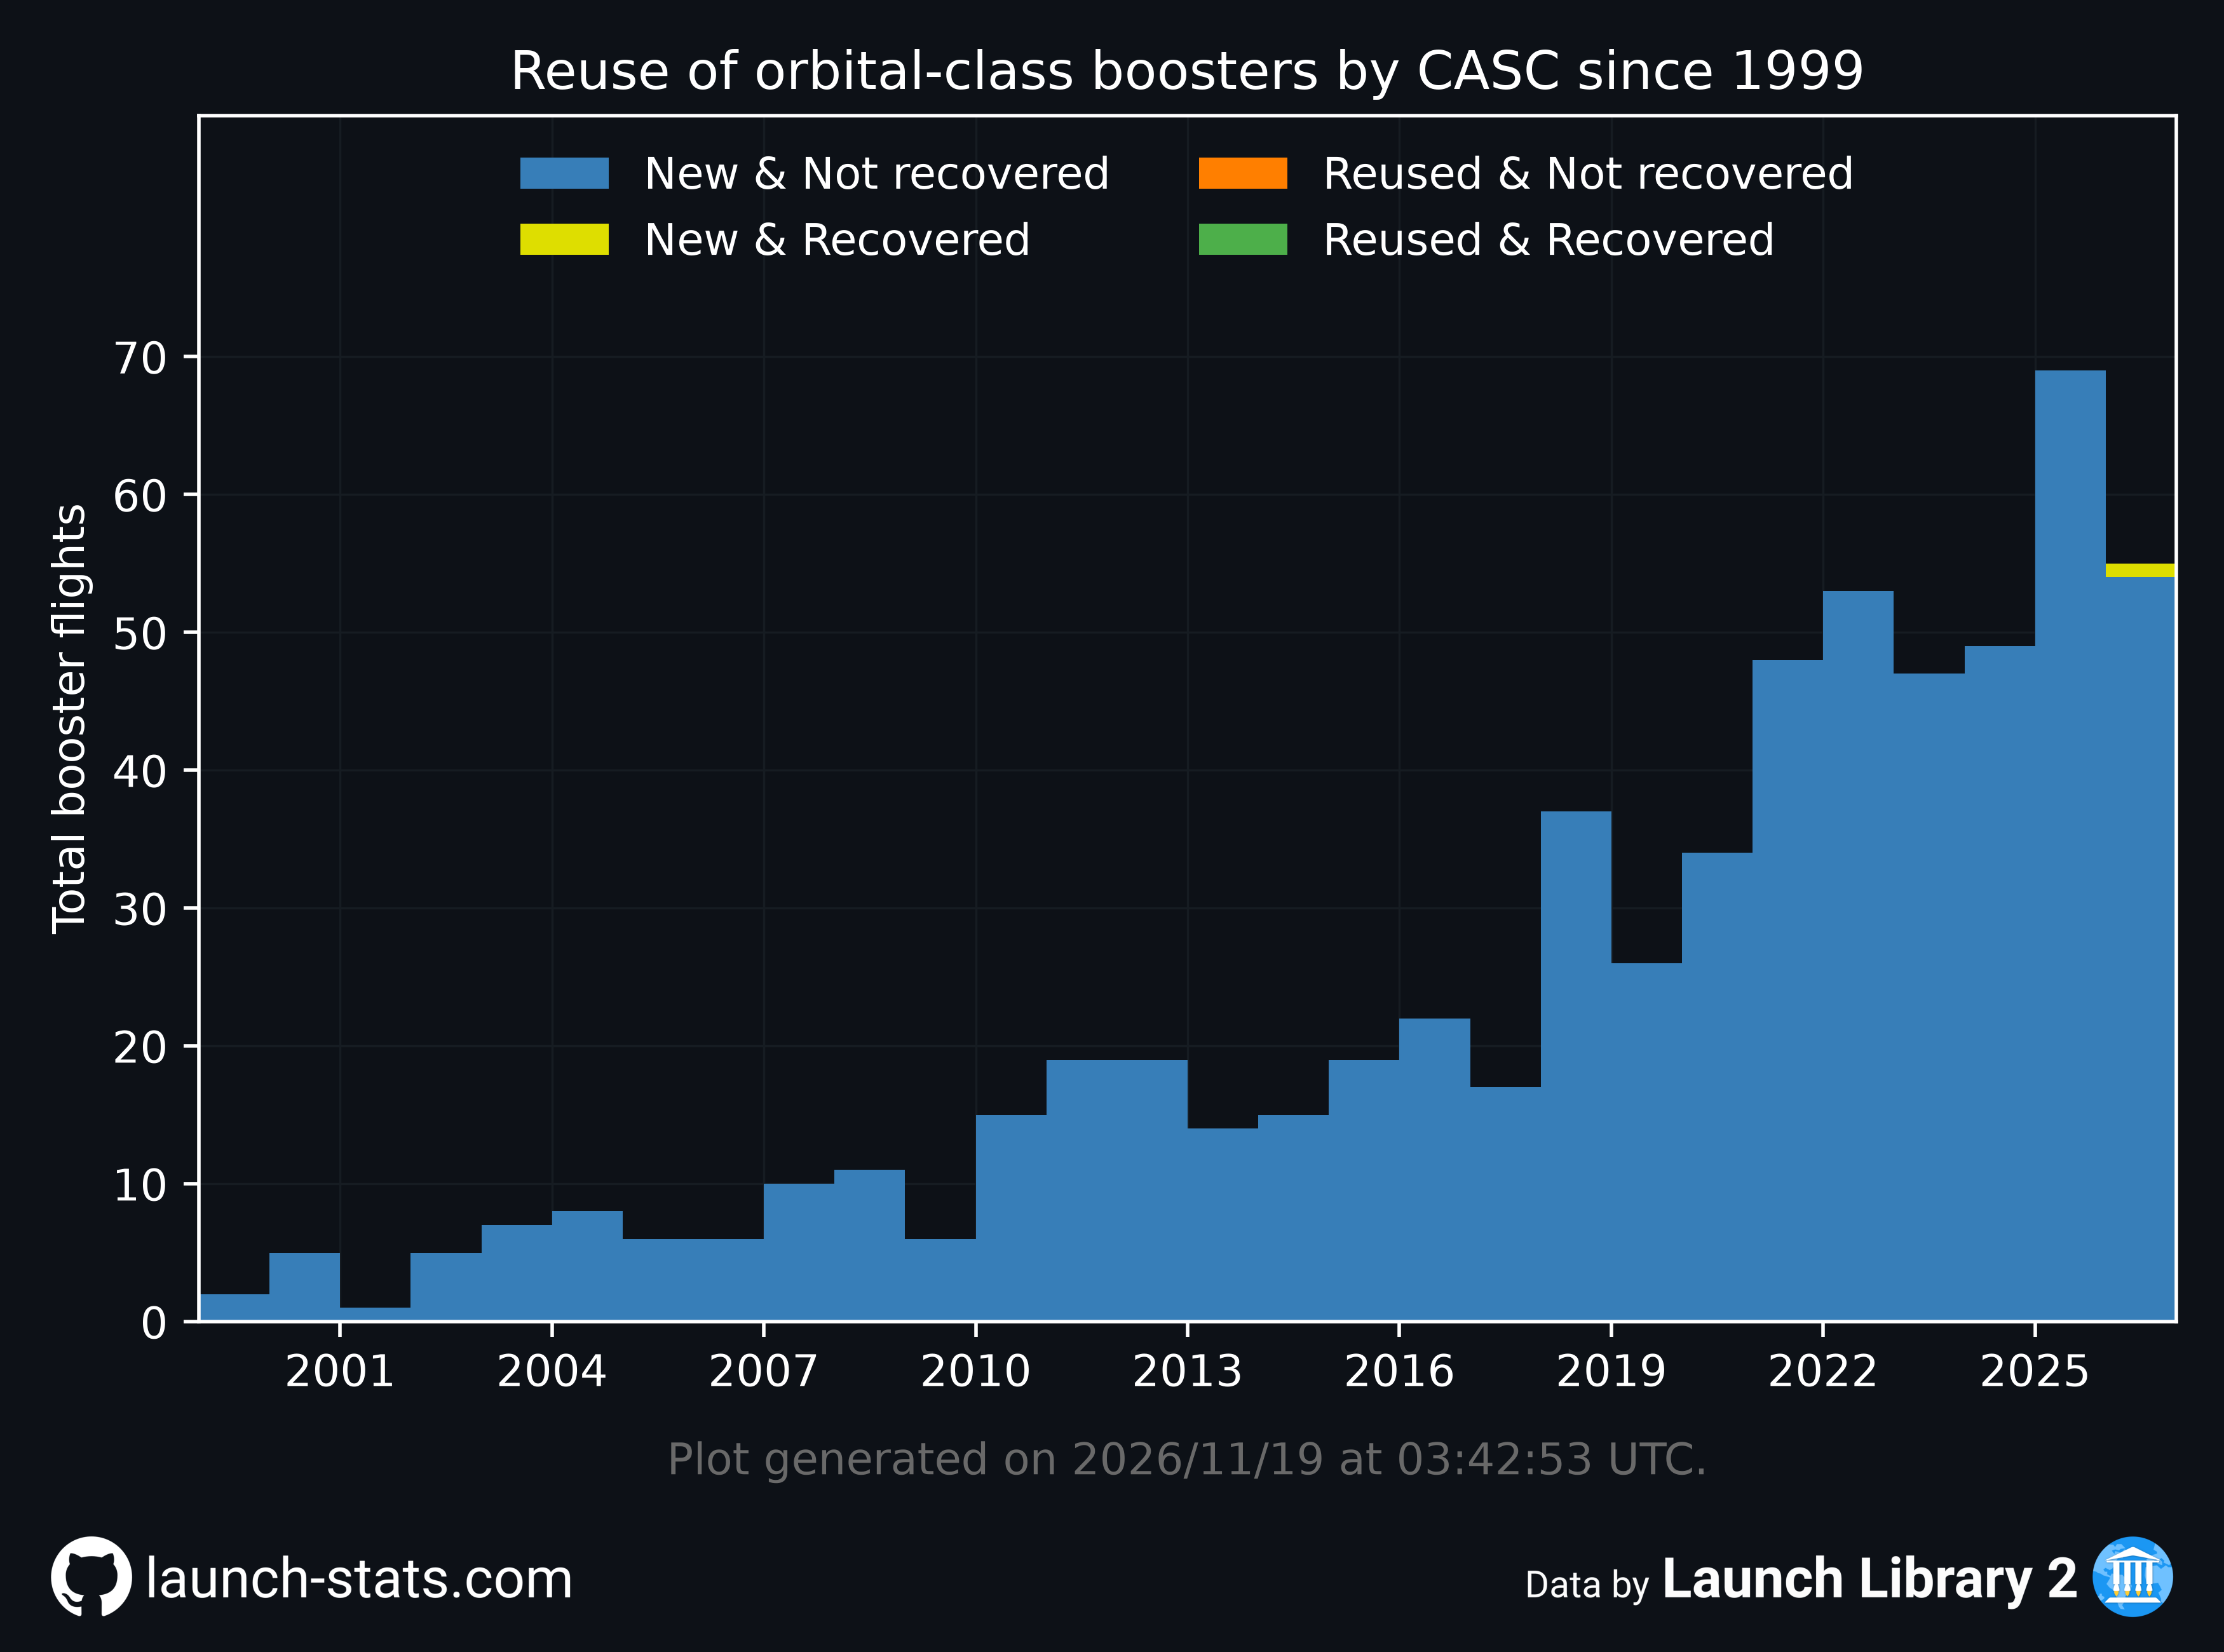 Reuse of orbital-class boosters by CASC since 1999
New & Not recovered
New & Recovered
Reused & Not recovered
Reused & Recovered
Total booster flights
70
60
50
40
30
20
10
0
2001 2004 2007 2010 2013 2016 2019 2022 2025
Plot generated on 2026/11/19 at 03:42:53 UTC.
launch-stats.com
Data by Launch Library 2